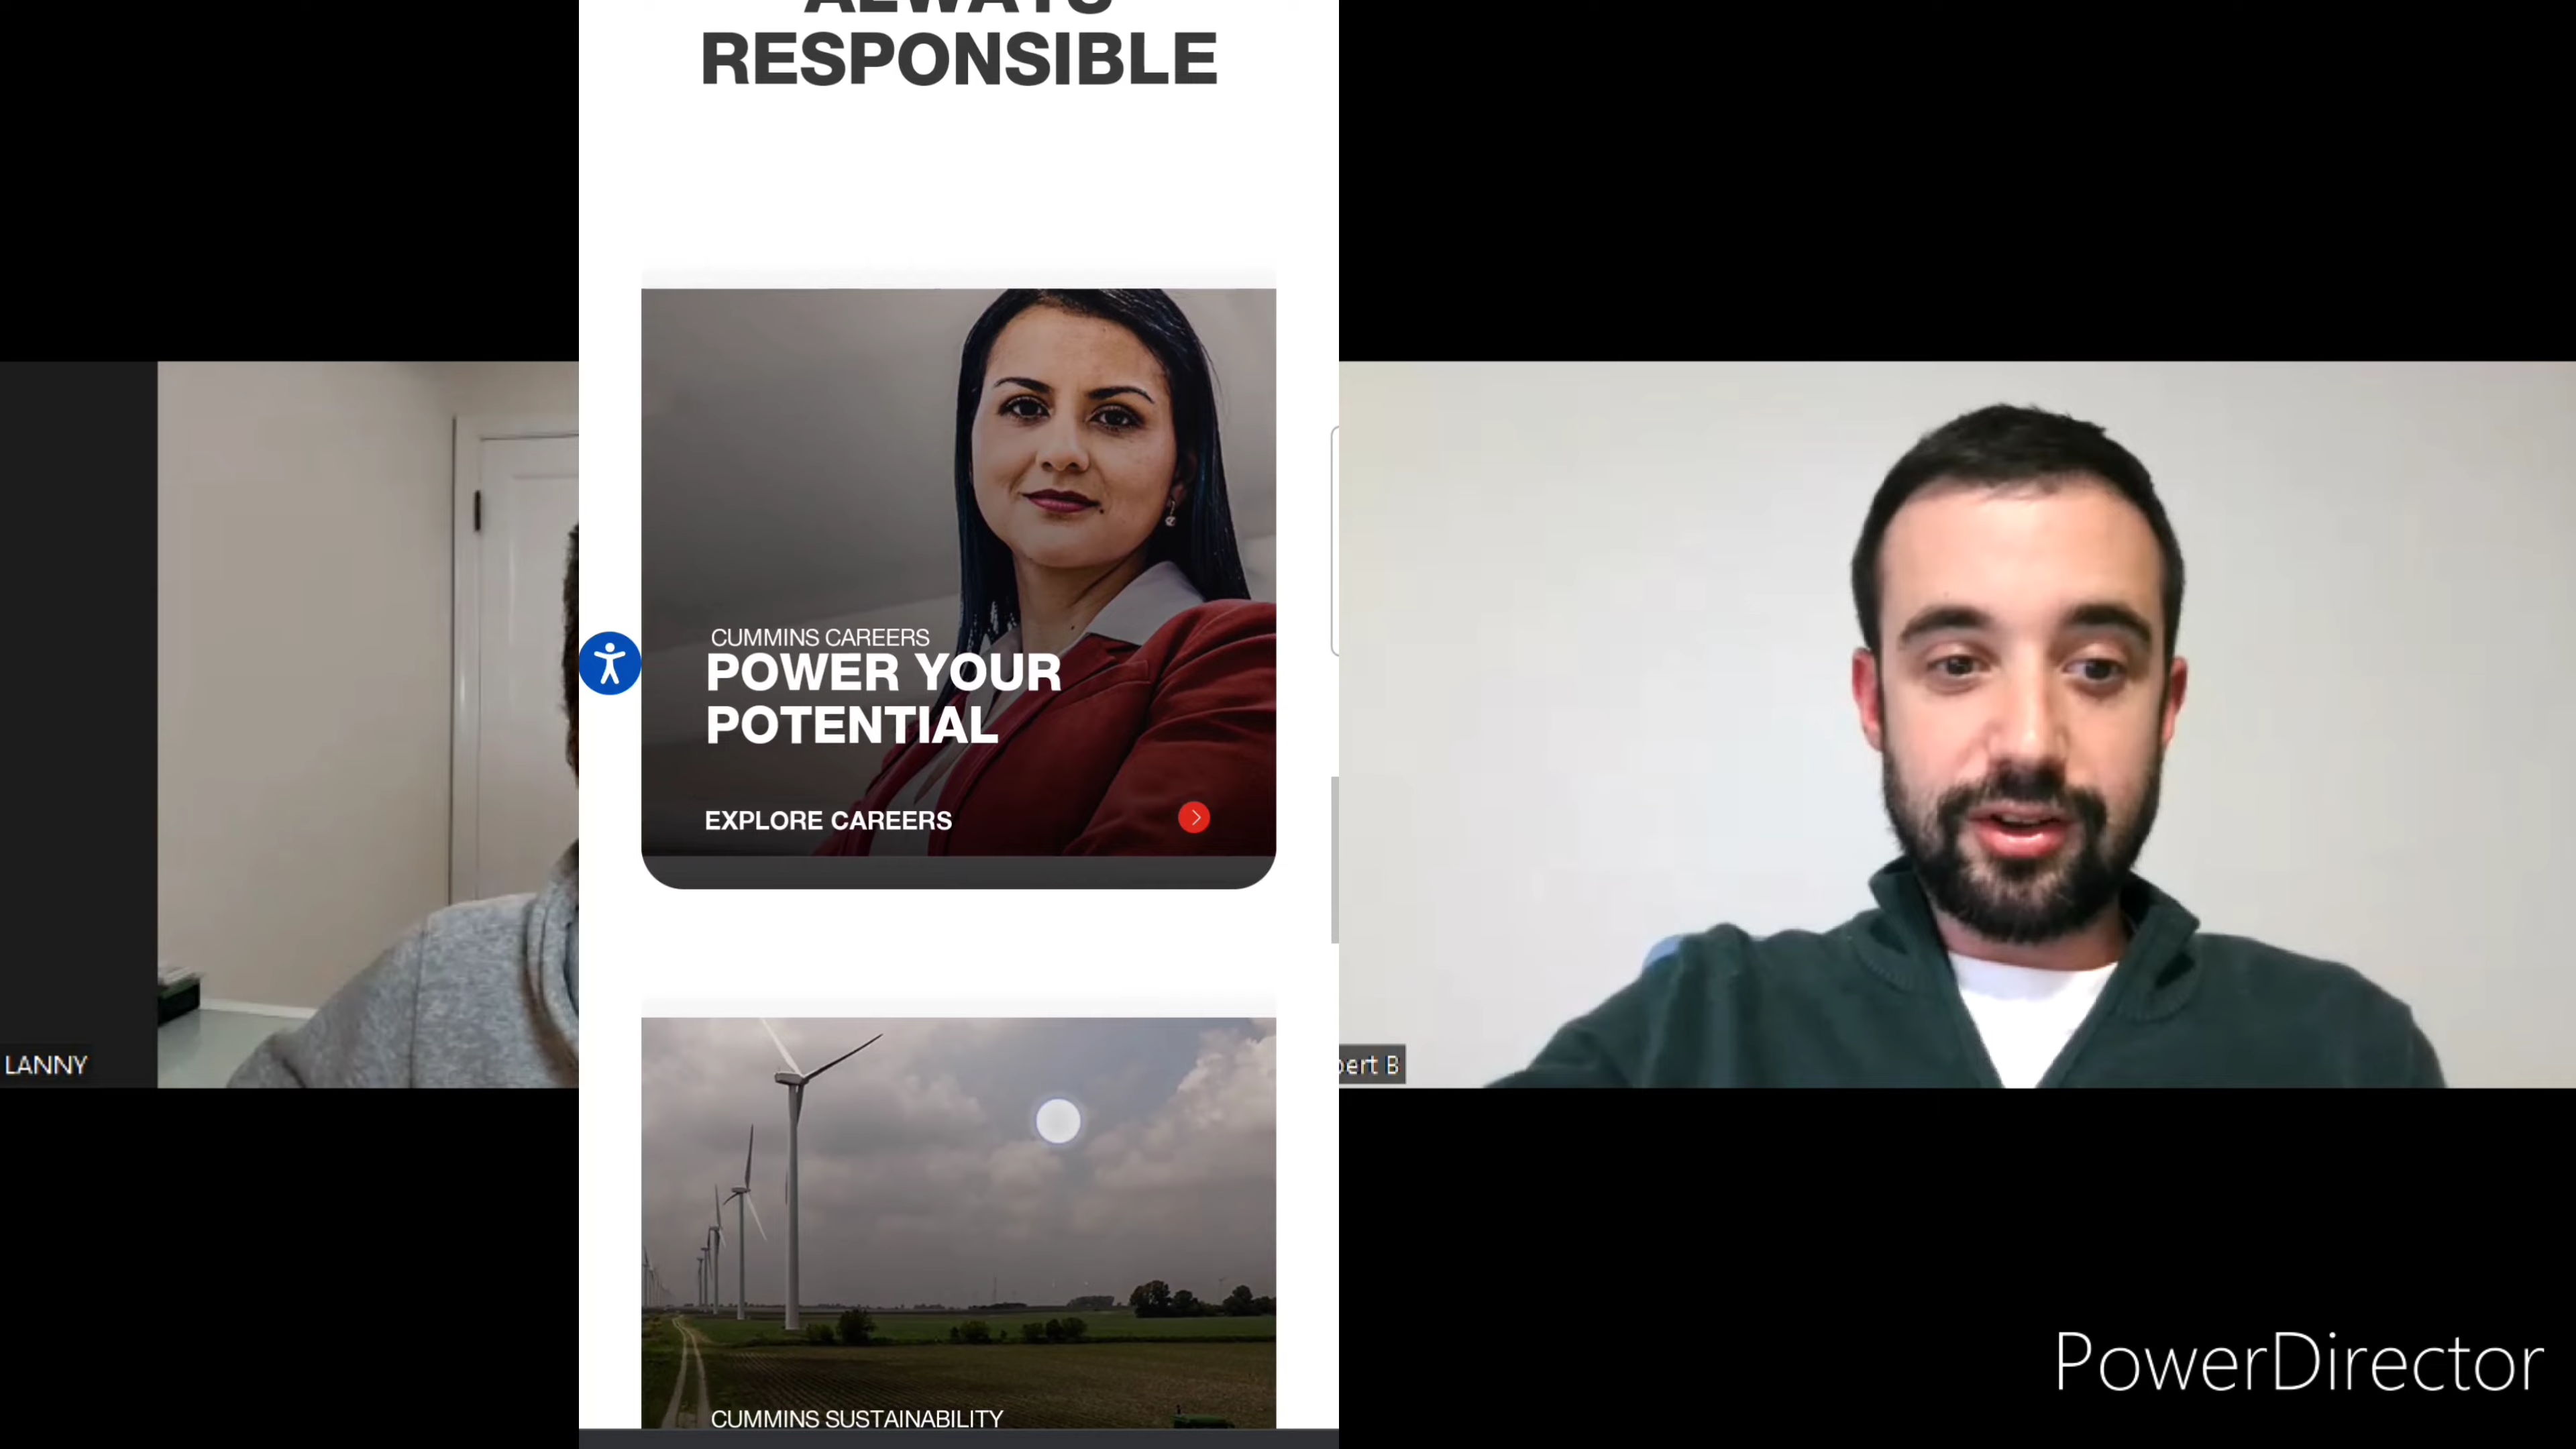 RESPONSIBLE
CUMMINS CAREERS
POWER YOUR
POTENTIAL
EXPLORE CAREERS
CUMMINS SUSTAINABILITY
LANNY
B
PowerDirector